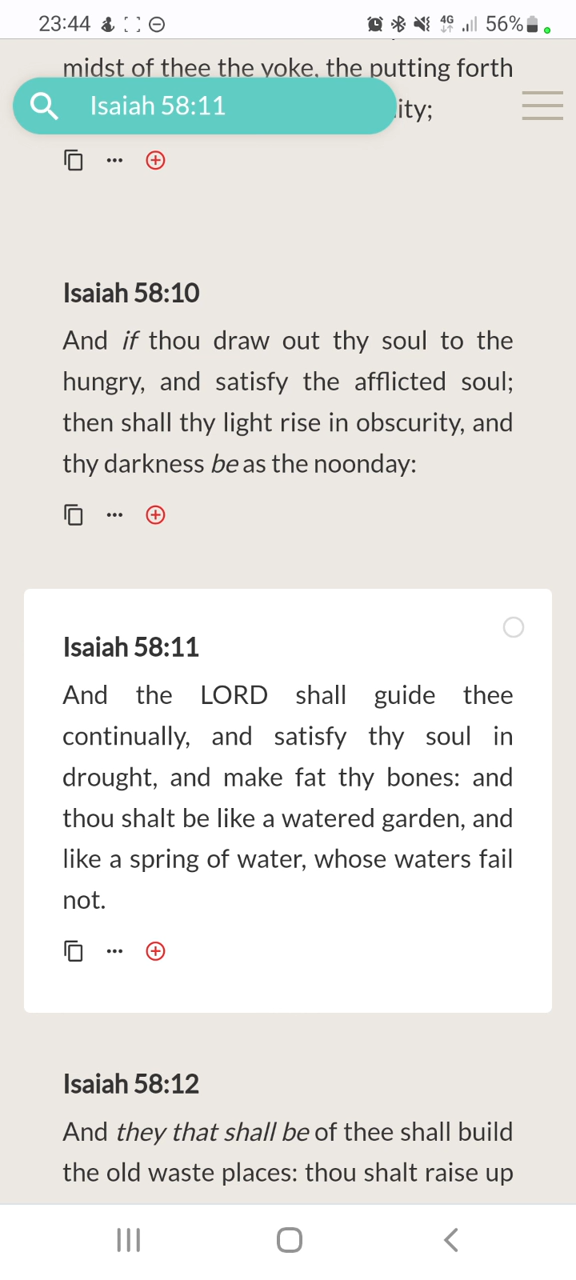 23:44
4G
56%
midst of thee the yoke, the putting forth
Isaiah 58:11
ity;
Isaiah 58:10
And if thou draw out thy soul to the
hungry, and satisfy the afflicted soul;
then shall thy light rise in obscurity, and
thy darkness be as the noonday:
Isaiah 58:11
And the LORD shall guide thee
continually, and satisfy thy soul in
drought, and make fat thy bones: and
thou shalt be like a watered garden, and
like a spring of water, whose waters fail
not.
Isaiah 58:12
And they that shall be of thee shall build
the old waste places: thou shalt raise up